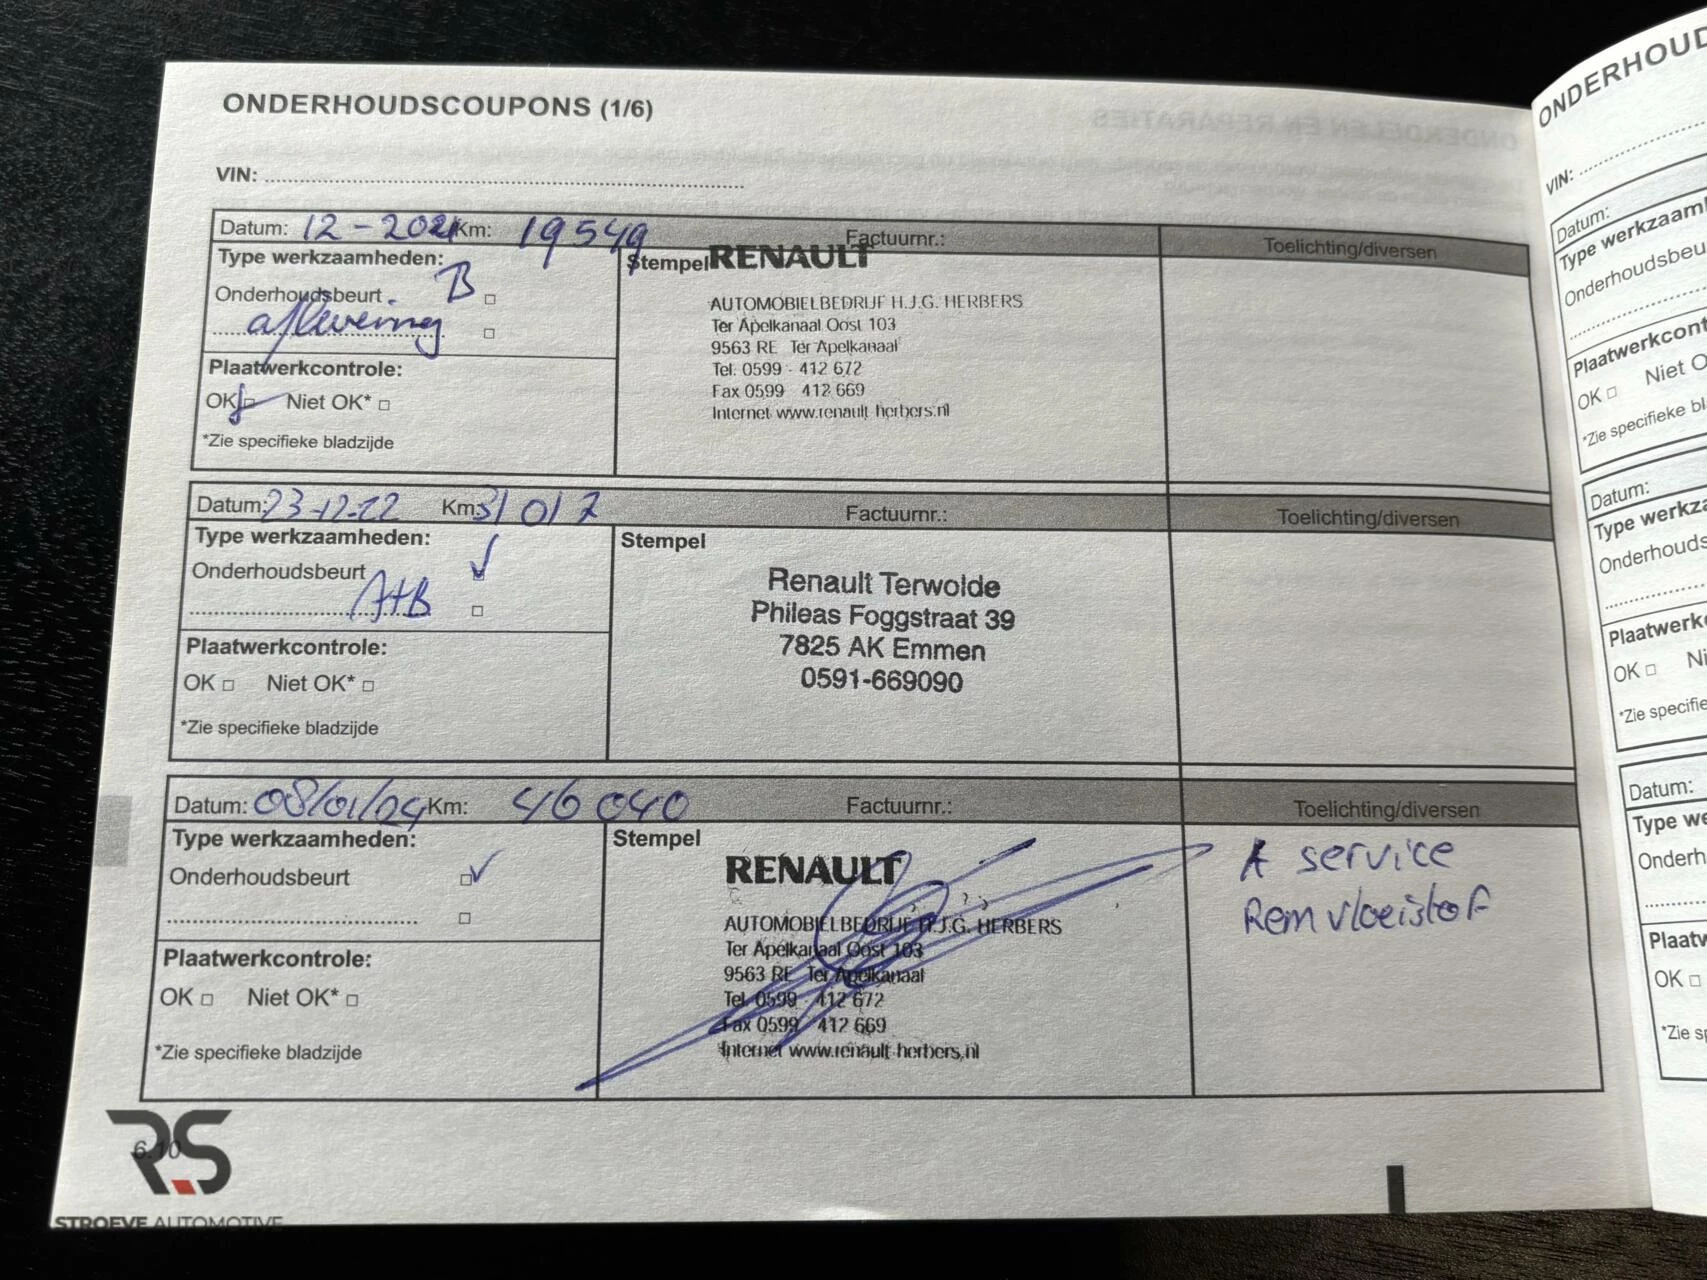 ONDERHOUDSCOUPONS (1/6)
VIN:
Datum: 12-2021 Km: 19549 Factuurnr.: Toelichting/diversen
Type werkzaamheden:
Stempel RENAULT
Onderhoudsbeurt B
aflevering
AUTOMOBIELBEDRIJF H.J.G. HERBERS
Ter Apelkanaal Oost 103
9563 RE Ter Apelkanaal
Tel. 0599 - 412 672
Fax 0599 412 669
Internet www.renault-herbers.nl
Plaatwerkcontrole:
OK Niet OK*
*Zie specifieke bladzijde
Datum: 23-12-22 Km: 31017 Factuurnr.: Toelichting/diversen
Type werkzaamheden:
Stempel
Onderhoudsbeurt
A+B
Renault Terwolde
Phileas Foggstraat 39
7825 AK Emmen
0591-669090
Plaatwerkcontrole:
OK Niet OK*
*Zie specifieke bladzijde
Datum: 08/01/24 Km: 46040 Factuurnr.: Toelichting/diversen
Type werkzaamheden:
Stempel
Onderhoudsbeurt
RENAULT
AUTOMOBIELBEDRIJF H.J.G. HERBERS
Ter Apelkanaal Oost 103
9563 RE Ter Apelkanaal
Tel. 0599 - 412 672
Fax 0599 412 669
Internet www.renault-herbers.nl
A service
Remvloeistof
Plaatwerkcontrole:
OK Niet OK*
*Zie specifieke bladzijde
6.10
RS
STROEVE AUTOMOTIVE
VIN:
Datum:
Type werkzaam
Onderhoudsbeu
Plaatwerkcont
OK Niet O
*Zie specifieke bl
Datum:
Type werkza
Onderhouds
Plaatwerk
OK Ni
*Zie specifie
Datum:
Type we
Onderh
Plaatw
OK
*Zie sp